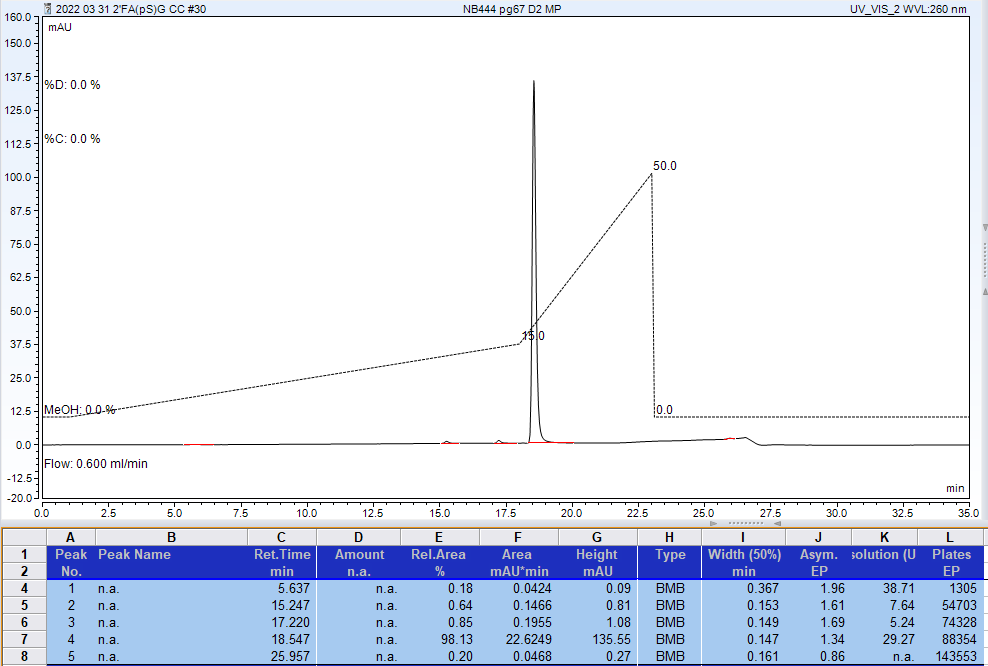 2022 03 31 2'FA(pS)G CC #30 NB444 pg67 D2 MP UV_VIS_2 WVL:260 nm
160.0
mAU
150.0
137.5
%D: 0.0 %
125.0
%C: 0.0 %
112.5
100.0
50.0
87.5
75.0
62.5
50.0
37.5
15.0
25.0
12.5
MeOH: 0.0 %
0.0
0.0
Flow: 0.600 ml/min
-12.5
min
-20.0
0.0 2.5 5.0 7.5 10.0 12.5 15.0 17.5 20.0 22.5 25.0 27.5 30.0 32.5 35.0
A B C D E F G H I J K L
1 Peak Peak Name Ret.Time Amount Rel.Area Area Height Type Width (50%) Asym. solution (U Plates
2 No. min n.a. % mAU*min mAU min EP EP
4 1 n.a. 5.637 n.a. 0.18 0.0424 0.09 BMB 0.367 1.96 38.71 1305
5 2 n.a. 15.247 n.a. 0.64 0.1466 0.81 BMB 0.153 1.61 7.64 54703
6 3 n.a. 17.220 n.a. 0.85 0.1955 1.08 BMB 0.149 1.69 5.24 74328
7 4 n.a. 18.547 n.a. 98.13 22.6249 135.55 BMB 0.147 1.34 29.27 88354
8 5 n.a. 25.957 n.a. 0.20 0.0468 0.27 BMB 0.161 0.86 n.a. 143553